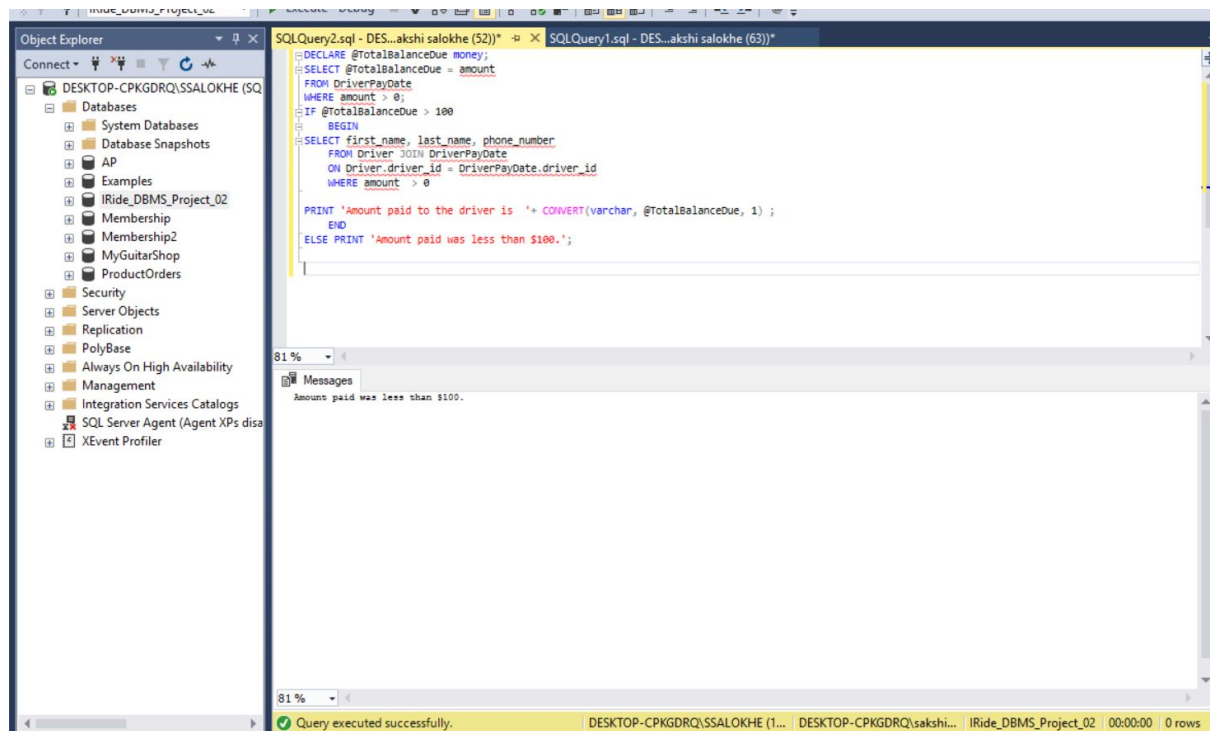 IRide_DBMS_Project_02
Execute Debug
Object Explorer
SQLQuery2.sql - DES...akshi salokhe (52))* SQLQuery1.sql - DES...akshi salokhe (63))*
Connect
DESKTOP-CPKGDRQ\SSALOKHE (SQ
Databases
System Databases
Database Snapshots
AP
Examples
IRide_DBMS_Project_02
Membership
Membership2
MyGuitarShop
ProductOrders
Security
Server Objects
Replication
PolyBase
Always On High Availability
Management
Integration Services Catalogs
SQL Server Agent (Agent XPs disa
XEvent Profiler
DECLARE @TotalBalanceDue money;
SELECT @TotalBalanceDue = amount
FROM DriverPayDate
WHERE amount > 0;
IF @TotalBalanceDue > 100
BEGIN
SELECT first_name, last_name, phone_number
FROM Driver JOIN DriverPayDate
ON Driver.driver_id = DriverPayDate.driver_id
WHERE amount > 0
PRINT 'Amount paid to the driver is '+ CONVERT(varchar, @TotalBalanceDue, 1) ;
END
ELSE PRINT 'Amount paid was less than $100.';
81 %
Messages
Amount paid was less than $100.
81 %
Query executed successfully. DESKTOP-CPKGDRQ\SSALOKHE (1... DESKTOP-CPKGDRQ\sakshi... IRide_DBMS_Project_02 00:00:00 0 rows